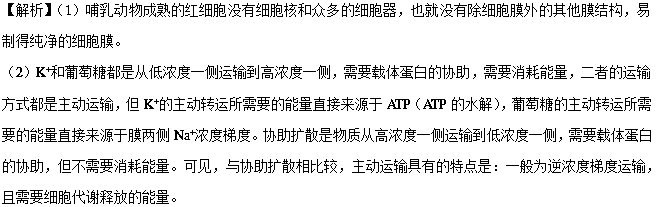 【解析】（1）哺乳动物成熟的红细胞没有细胞核和众多的细胞器，也就没有除细胞膜外的其他膜结构，易
制得纯净的细胞膜。
（2）K⁺和葡萄糖都是从低浓度一侧运输到高浓度一侧，需要载体蛋白的协助，需要消耗能量，二者的运输
方式都是主动运输，但 K⁺的主动转运所需要的能量直接来源于 ATP（ATP 的水解），葡萄糖的主动转运所需
要的能量直接来源于膜两侧 Na⁺浓度梯度。协助扩散是物质从高浓度一侧运输到低浓度一侧，需要载体蛋白
的协助，但不需要消耗能量。可见，与协助扩散相比较，主动运输具有的特点是：一般为逆浓度梯度运输，
且需要细胞代谢释放的能量。